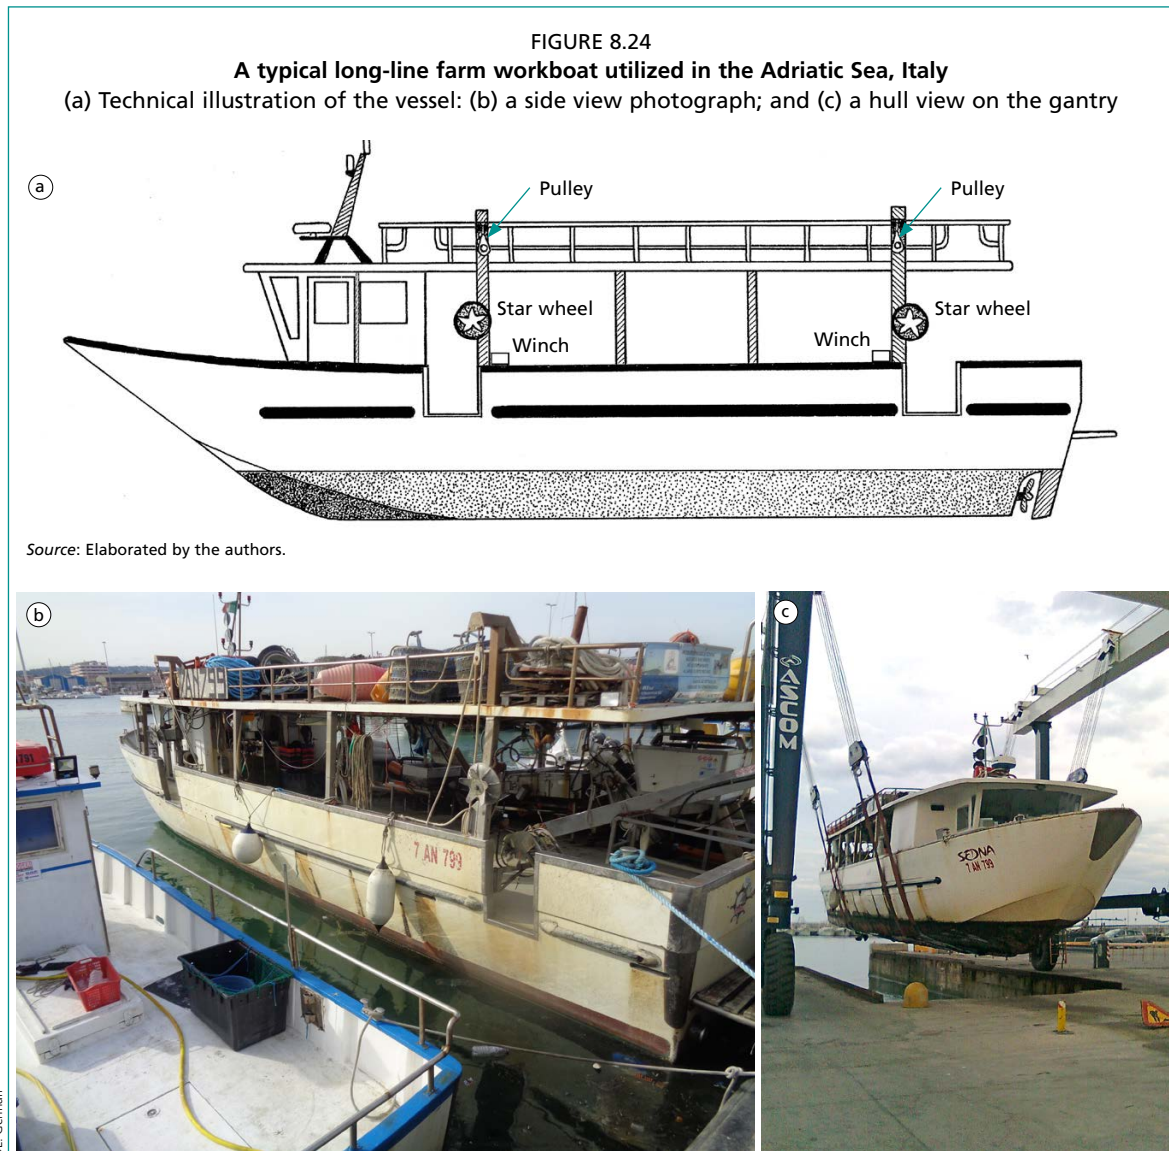 FIGURE 8.24
A typical long-line farm workboat utilized in the Adriatic Sea, Italy
(a) Technical illustration of the vessel: (b) a side view photograph; and (c) a hull view on the gantry
a
Pulley
Pulley
Star wheel
Star wheel
Winch
Winch
Source: Elaborated by the authors.
b
7 AN 799
c
ASCOM
SEDNA
7 AN 799